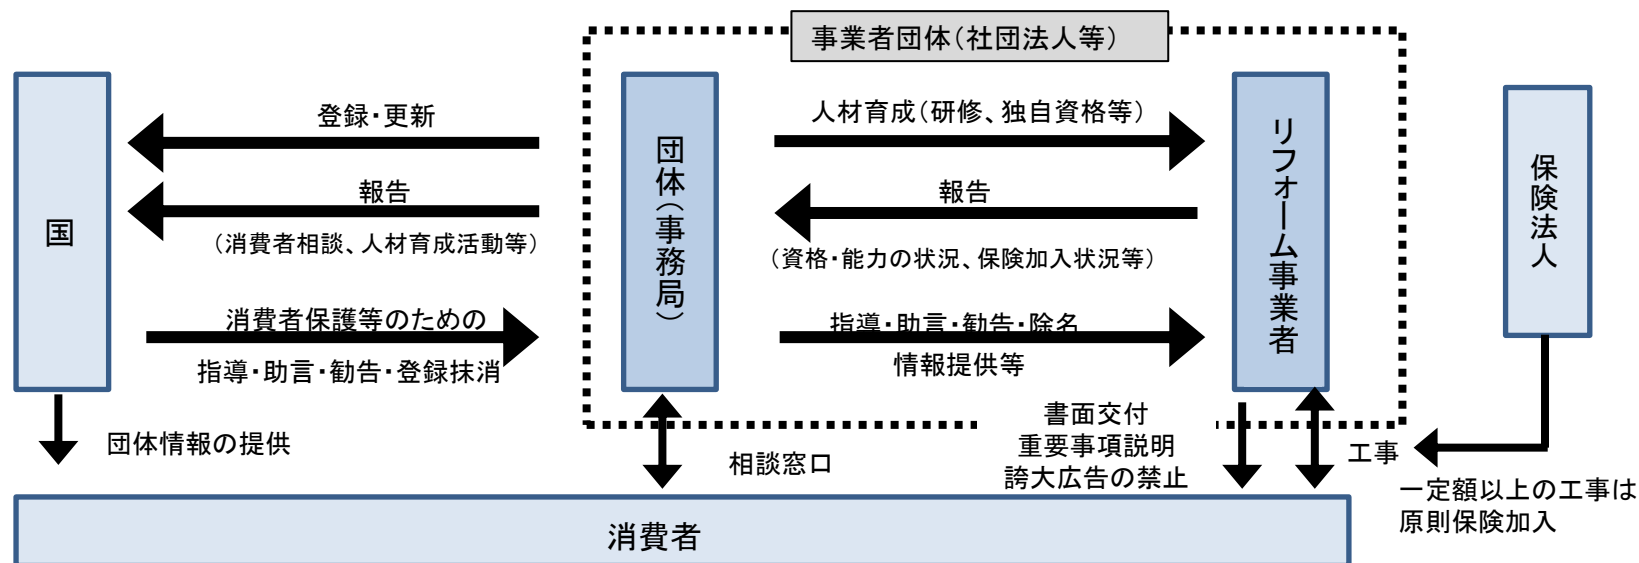 事業者団体（社団法人等）
国
登録・更新
報告
（消費者相談、人材育成活動等）
消費者保護等のための
指導・助言・勧告・登録抹消
団体（事務局）
人材育成（研修、独自資格等）
報告
（資格・能力の状況、保険加入状況等）
指導・助言・勧告・除名
情報提供等
リフォーム事業者
保険法人
団体情報の提供
相談窓口
書面交付
重要事項説明
誇大広告の禁止
工事
一定額以上の工事は
原則保険加入
消費者